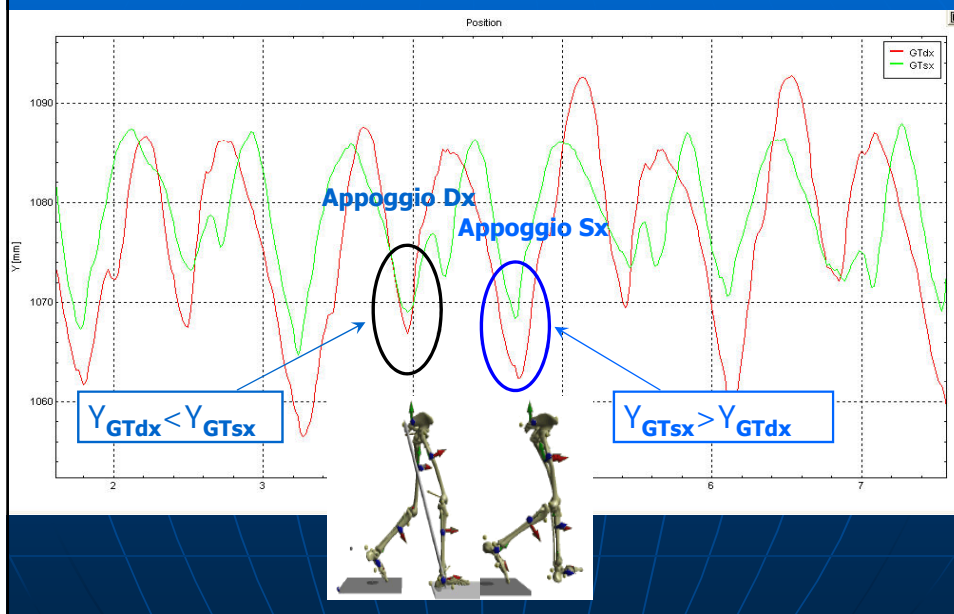 Position
GTdx
GTsx
1090
1080
1070
1060
Y [mm]
Appoggio Dx
Appoggio Sx
YGTdx<YGTsx
YGTsx>YGTdx
2
3
6
7